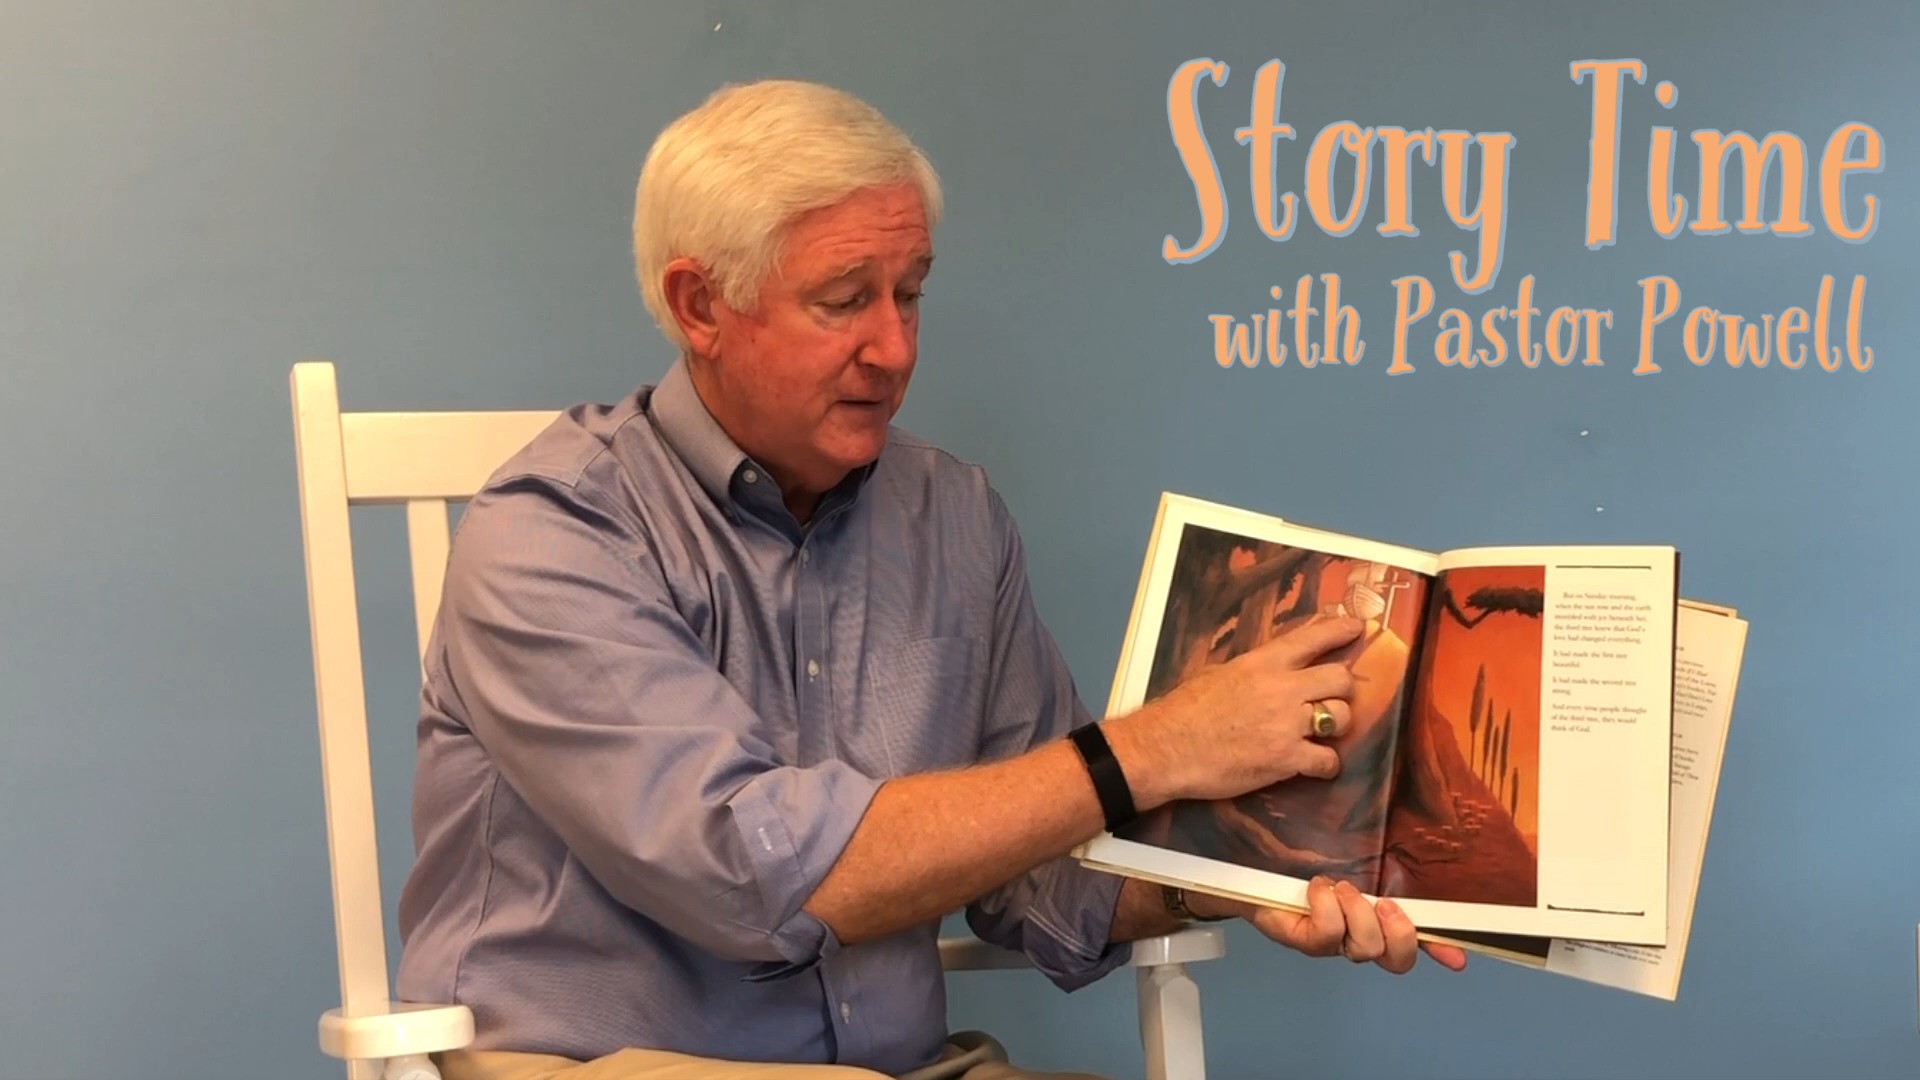 Story Time
with Pastor Powell
But on Sunday morning,
when the sun rose and the earth
trembled with joy beneath her,
the third tree knew that God's
love had changed everything.
It had made the first tree
beautiful.
It had made the second tree
strong.
And every time people thought
of the third tree, they would
think of God.